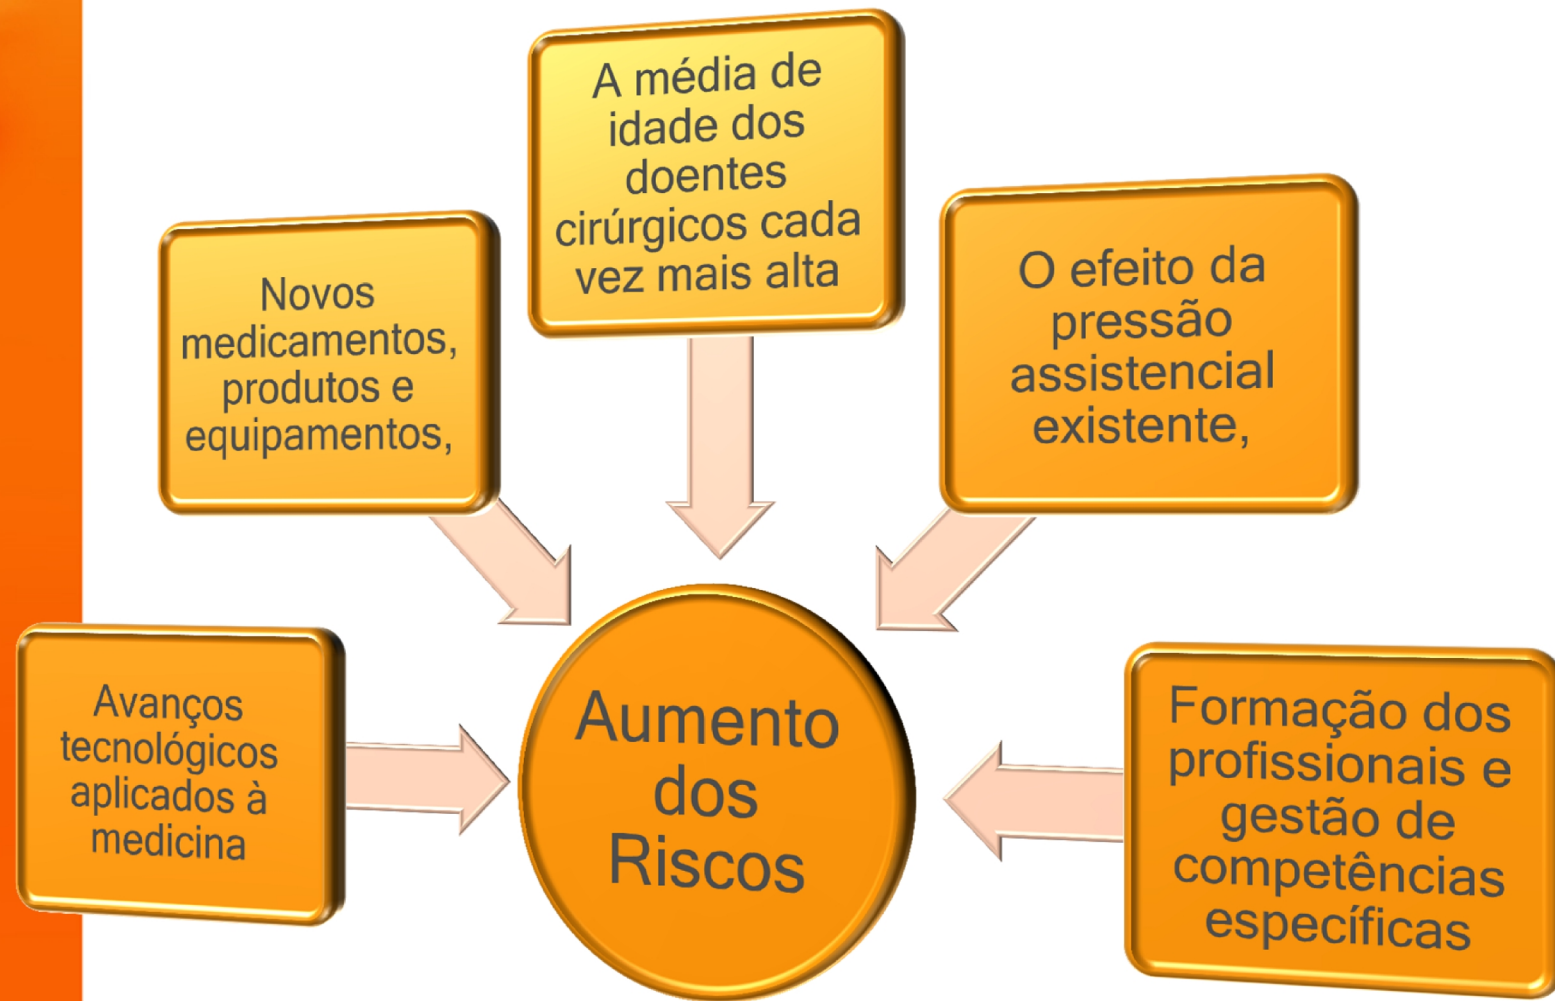 Avanços
tecnológicos
aplicados à
medicina
Novos
medicamentos,
produtos e
equipamentos,
A média de
idade dos
doentes
cirúrgicos cada
vez mais alta
O efeito da
pressão
assistencial
existente,
Formação dos
profissionais e
gestão de
competências
específicas
Aumento
dos
Riscos